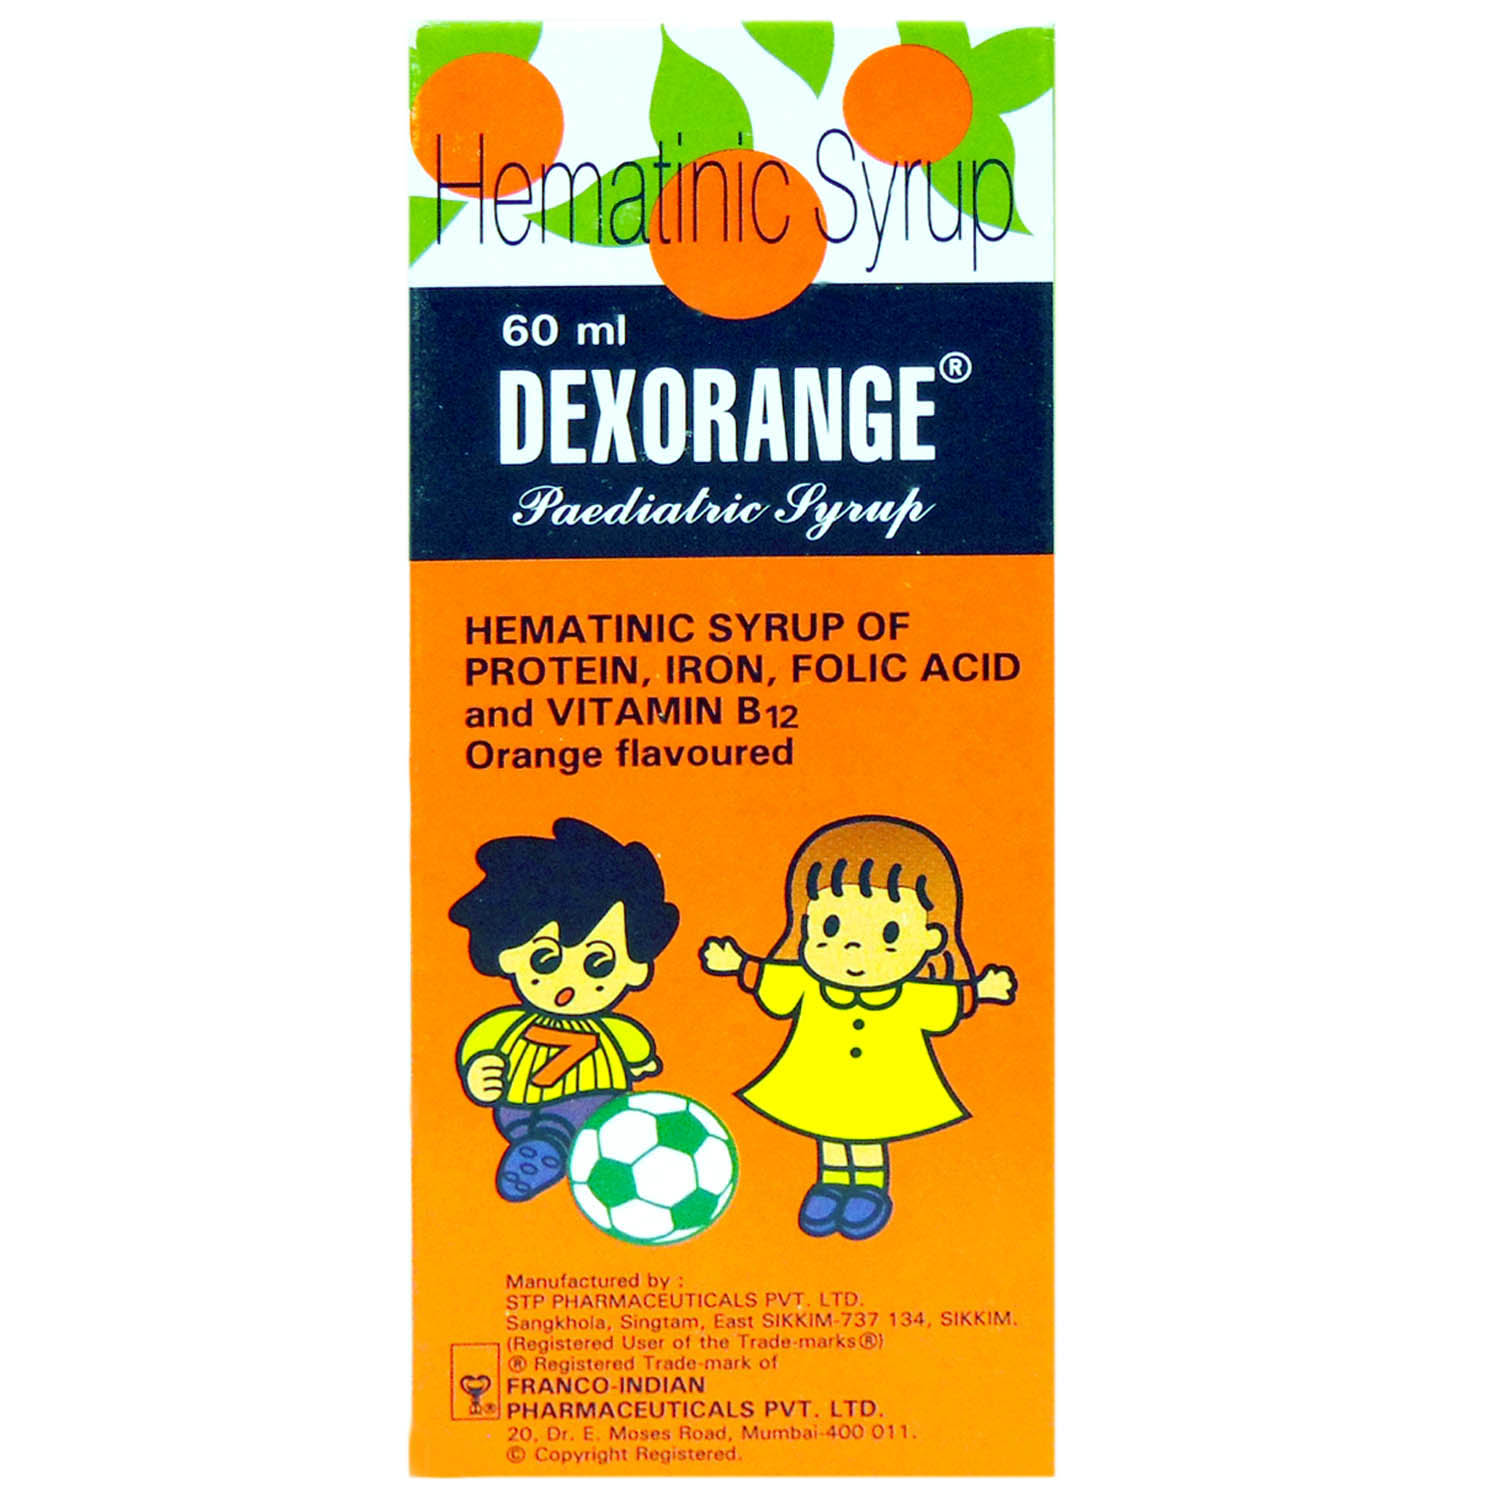 Hematinic Syrup
60 ml
DEXORANGE®
Paediatric Syrup
HEMATINIC SYRUP OF
PROTEIN, IRON, FOLIC ACID
and VITAMIN B12
Orange flavoured
7
Manufactured by :
STP PHARMACEUTICALS PVT. LTD.
Sangkhola, Singtam, East SIKKIM-737 134, SIKKIM.
(Registered User of the Trade-marks®)
® Registered Trade-mark of
FRANCO-INDIAN
PHARMACEUTICALS PVT. LTD.
20, Dr. E. Moses Road, Mumbai-400 011.
© Copyright Registered.
®